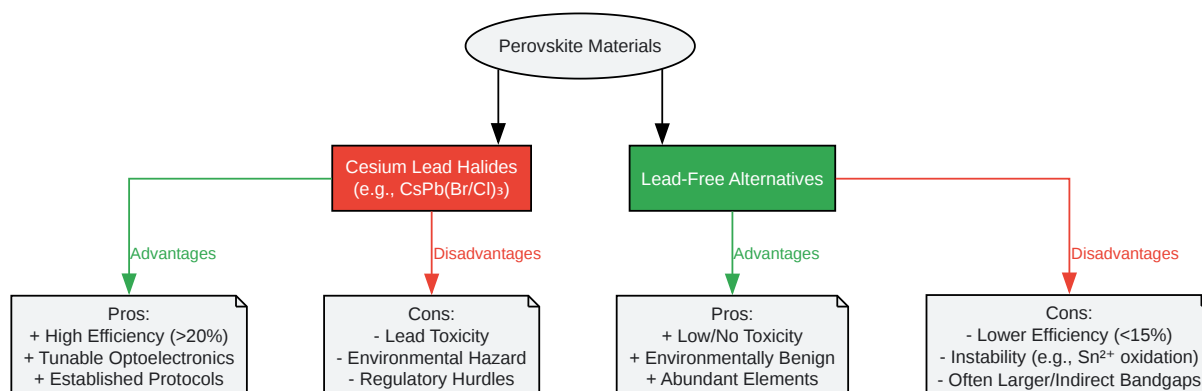 Perovskite Materials
Cesium Lead Halides
(e.g., CsPb(Br/Cl)₃)
Lead-Free Alternatives
Advantages
Disadvantages
Advantages
Disadvantages
Pros:
+ High Efficiency (>20%)
+ Tunable Optoelectronics
+ Established Protocols
Cons:
- Lead Toxicity
- Environmental Hazard
- Regulatory Hurdles
Pros:
+ Low/No Toxicity
+ Environmentally Benign
+ Abundant Elements
Cons:
- Lower Efficiency (<15%)
- Instability (e.g., Sn²⁺ oxidation)
- Often Larger/Indirect Bandgaps